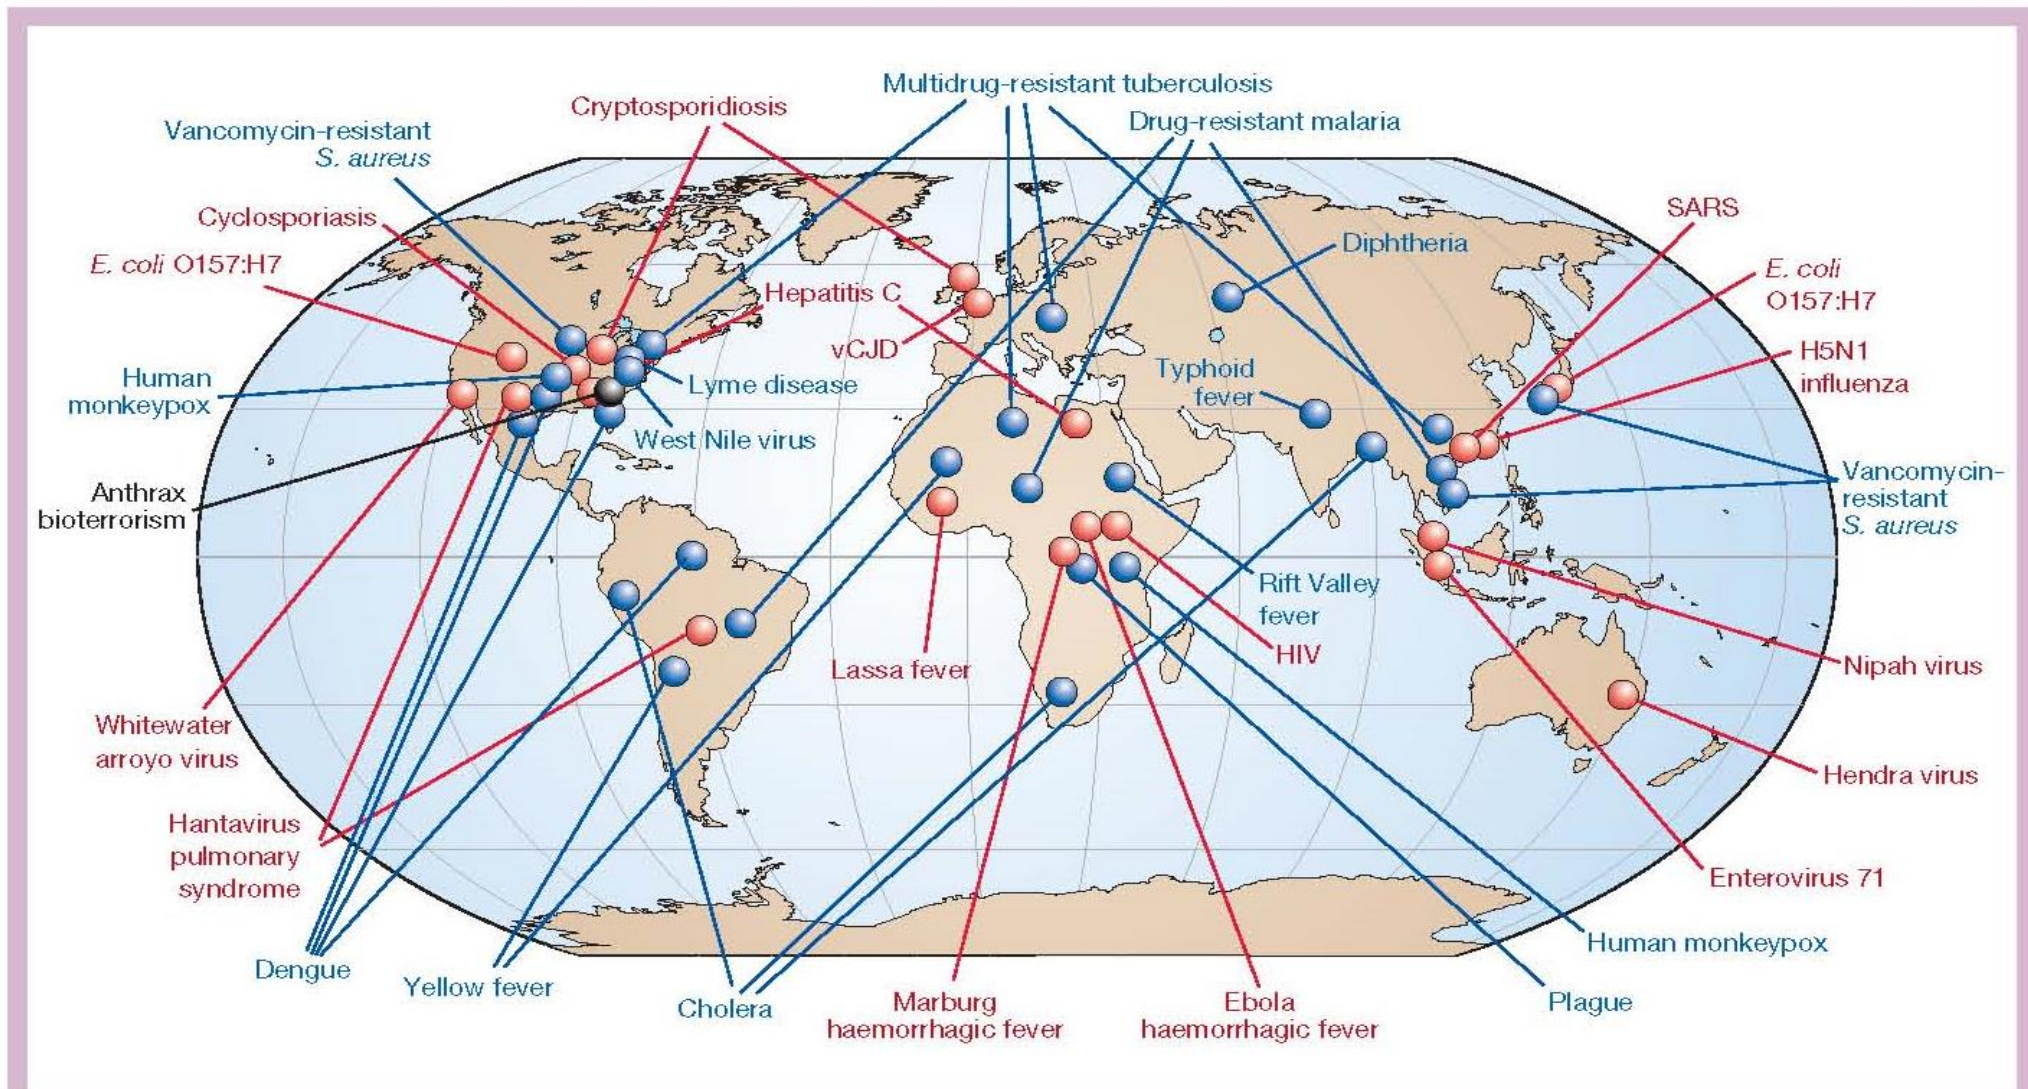 Multidrug-resistant tuberculosis
Cryptosporidiosis
Drug-resistant malaria
Vancomycin-resistant
S. aureus
Cyclosporiasis
E. coli O157:H7
SARS
Diphtheria
E. coli
O157:H7
Hepatitis C
vCJD
H5N1
influenza
Human
monkeypox
Lyme disease
Typhoid
fever
West Nile virus
Anthrax
bioterrorism
Vancomycin-
resistant
S. aureus
Rift Valley
fever
HIV
Lassa fever
Nipah virus
Whitewater
arroyo virus
Hendra virus
Hantavirus
pulmonary
syndrome
Enterovirus 71
Human monkeypox
Dengue
Yellow fever
Cholera
Marburg
haemorrhagic fever
Ebola
haemorrhagic fever
Plague